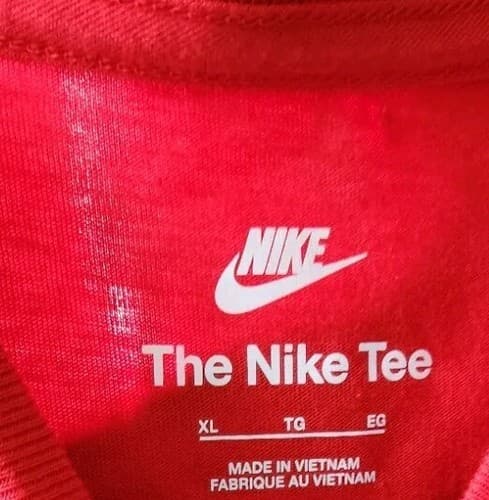 NIKE
The Nike Tee
XL TG EG
MADE IN VIETNAM
FABRIQUE AU VIETNAM